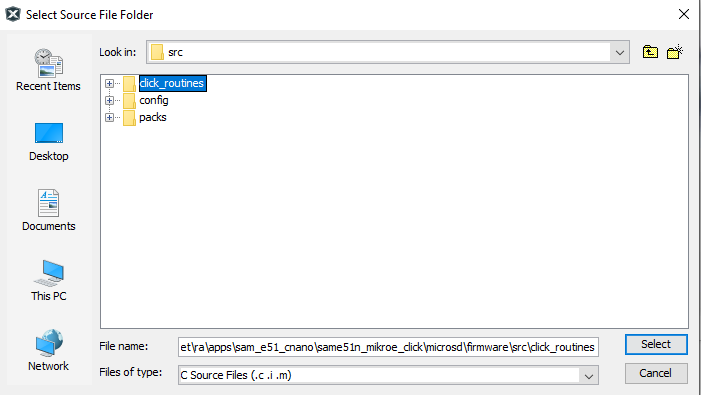 Select Source File Folder
Look in:
src
Recent Items
Desktop
Documents
This PC
Network
click_routines
config
packs
File name:
et\ra\apps\sam_e51_cnano\same51n_mikroe_click\microsd\firmware\src\click_routines
Select
Files of type:
C Source Files (.c .i .m)
Cancel